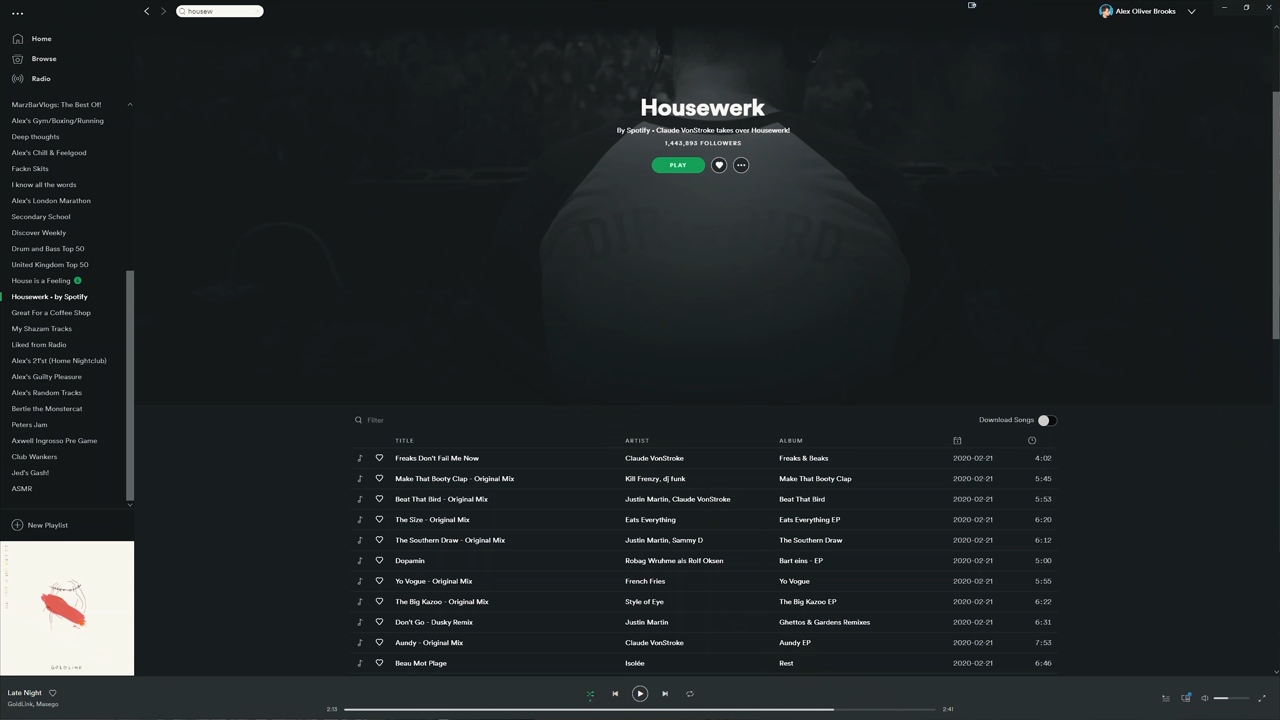 housew
Alex Oliver Brooks
Home
Browse
Radio
MarzBarVlogs: The Best Of!
Alex's Gym/Boxing/Running
Deep thoughts
Alex's Chill & Feelgood
Fackn Skits
I know all the words
Alex's London Marathon
Secondary School
Discover Weekly
Drum and Bass Top 50
United Kingdom Top 50
House is a Feeling
Housewerk • by Spotify
Great For a Coffee Shop
My Shazam Tracks
Liked from Radio
Alex's 21'st (Home Nightclub)
Alex's Guilty Pleasure
Alex's Random Tracks
Bertie the Monstercat
Peters Jam
Axwell Ingrosso Pre Game
Club Wankers
Jed's Gash!
ASMR
New Playlist
GOLDLINK
Housewerk
By Spotify • Claude VonStroke takes over Housewerk!
1,443,893 FOLLOWERS
PLAY
Filter
Download Songs
TITLE ARTIST ALBUM
Freaks Don't Fail Me Now Claude VonStroke Freaks & Beaks 2020-02-21 4:02
Make That Booty Clap - Original Mix Kill Frenzy, dj funk Make That Booty Clap 2020-02-21 5:45
Beat That Bird - Original Mix Justin Martin, Claude VonStroke Beat That Bird 2020-02-21 5:53
The Size - Original Mix Eats Everything Eats Everything EP 2020-02-21 6:20
The Southern Draw - Original Mix Justin Martin, Sammy D The Southern Draw 2020-02-21 6:12
Dopamin Robag Wruhme als Rolf Oksen Bart eins - EP 2020-02-21 5:00
Yo Vogue - Original Mix French Fries Yo Vogue 2020-02-21 5:55
The Big Kazoo - Original Mix Style of Eye The Big Kazoo EP 2020-02-21 6:22
Don't Go - Dusky Remix Justin Martin Ghettos & Gardens Remixes 2020-02-21 6:31
Aundy - Original Mix Claude VonStroke Aundy EP 2020-02-21 7:53
Beau Mot Plage Isolée Rest 2020-02-21 6:46
Late Night
GoldLink, Masego
2:13
2:41